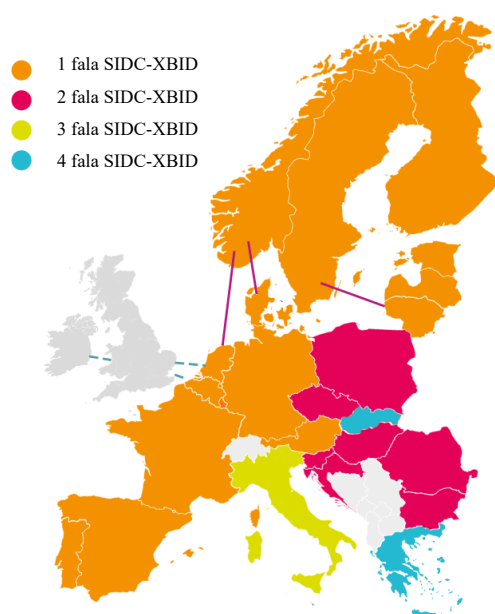 1 fala SIDC-XBID
2 fala SIDC-XBID
3 fala SIDC-XBID
4 fala SIDC-XBID